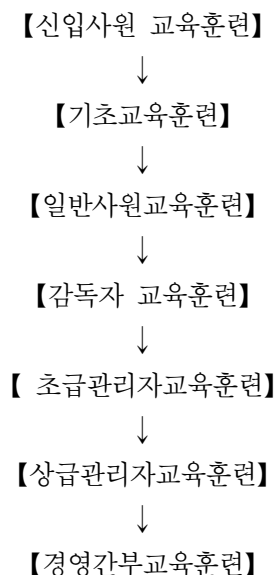 【신입사원 교육훈련】
↓
【기초교육훈련】
↓
【일반사원교육훈련】
↓
【감독자 교육훈련】
↓
【 초급관리자교육훈련】
↓
【상급관리자교육훈련】
↓
【경영간부교육훈련】